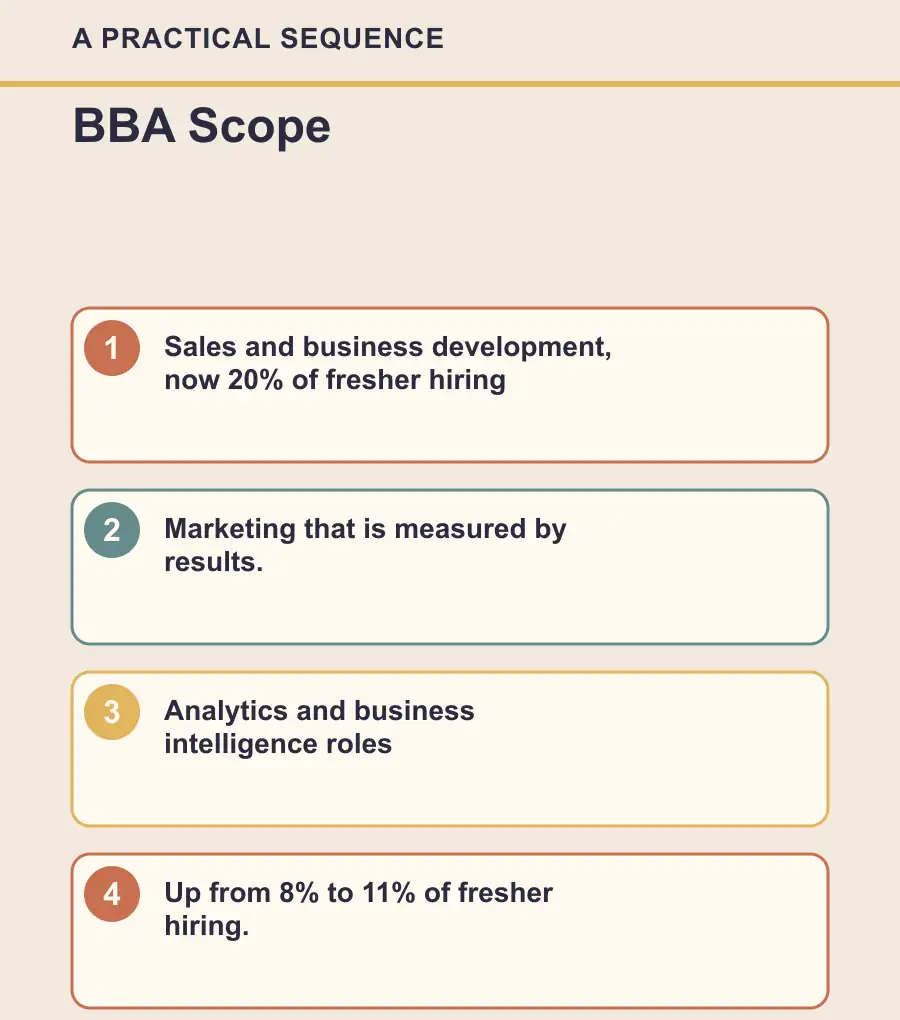 A PRACTICAL SEQUENCE
BBA Scope
1
Sales and business development,
now 20% of fresher hiring
2
Marketing that is measured by
results.
3
Analytics and business
intelligence roles
4
Up from 8% to 11% of fresher
hiring.